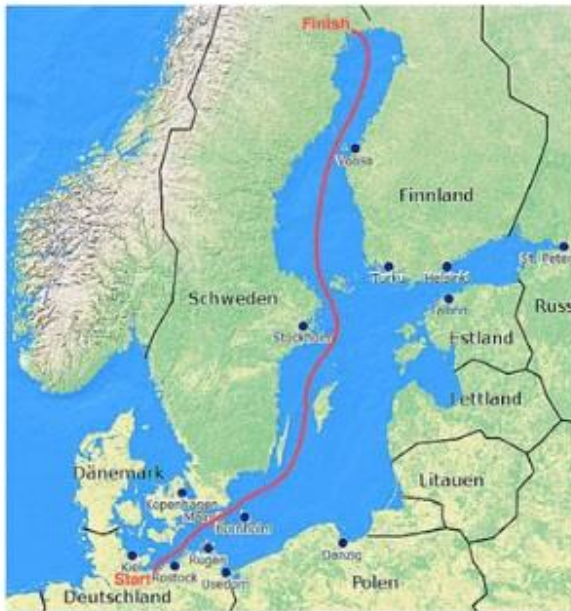 Finish
Vaasa
Finnland
Turku
Helsinki
St. Peter
Schweden
Tallinn
Russ
Stockholm
Estland
Lettland
Dänemark
Litauen
Kopenhagen
Bornholm
Kiel
Rügen
Danzig
Start
Rostock
Usedom
Deutschland
Polen